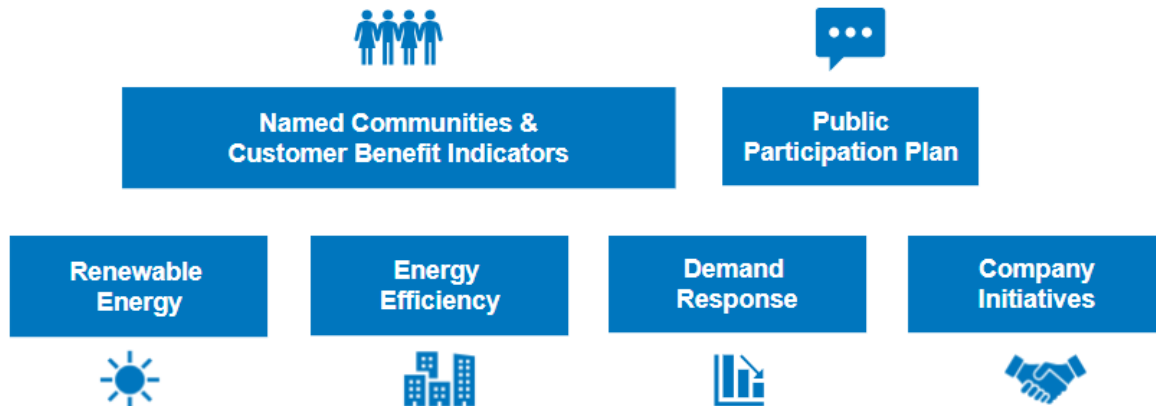 Named Communities &
Customer Benefit Indicators
Public
Participation Plan
Renewable
Energy
Energy
Efficiency
Demand
Response
Company
Initiatives